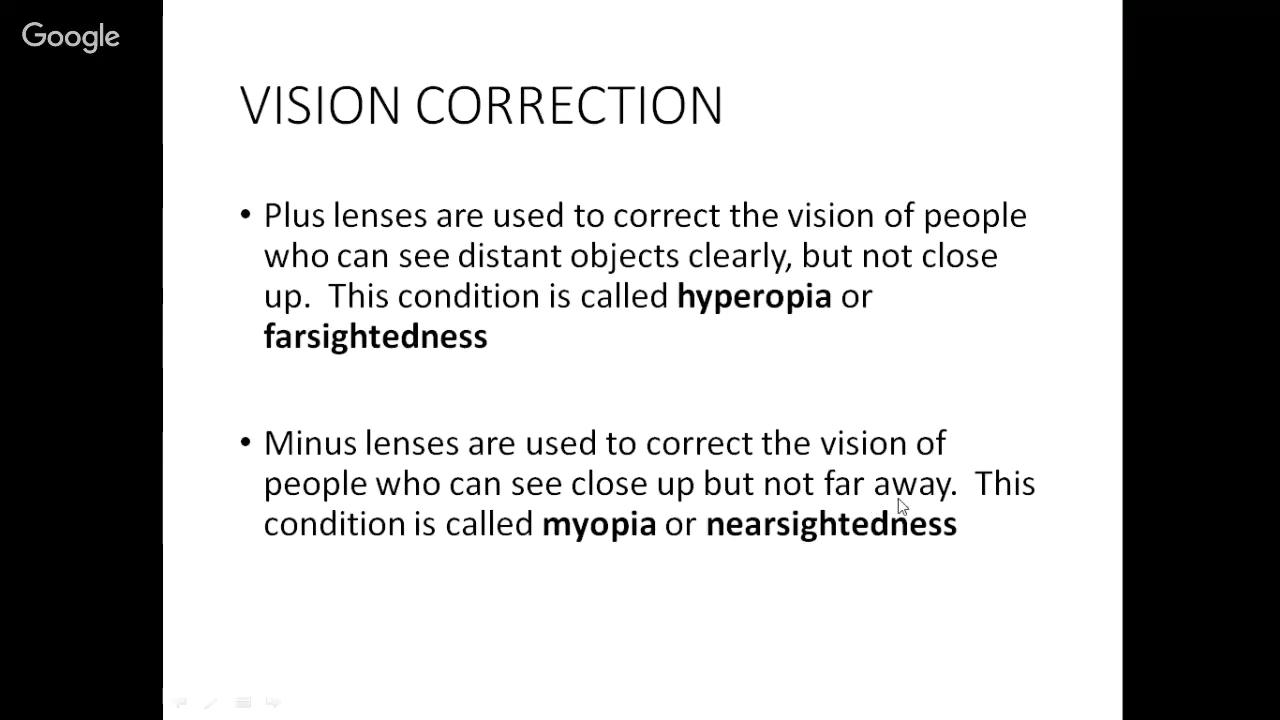 Google
VISION CORRECTION
• Plus lenses are used to correct the vision of people
who can see distant objects clearly, but not close
up.  This condition is called hyperopia or
farsightedness
• Minus lenses are used to correct the vision of
people who can see close up but not far away.  This
condition is called myopia or nearsightedness